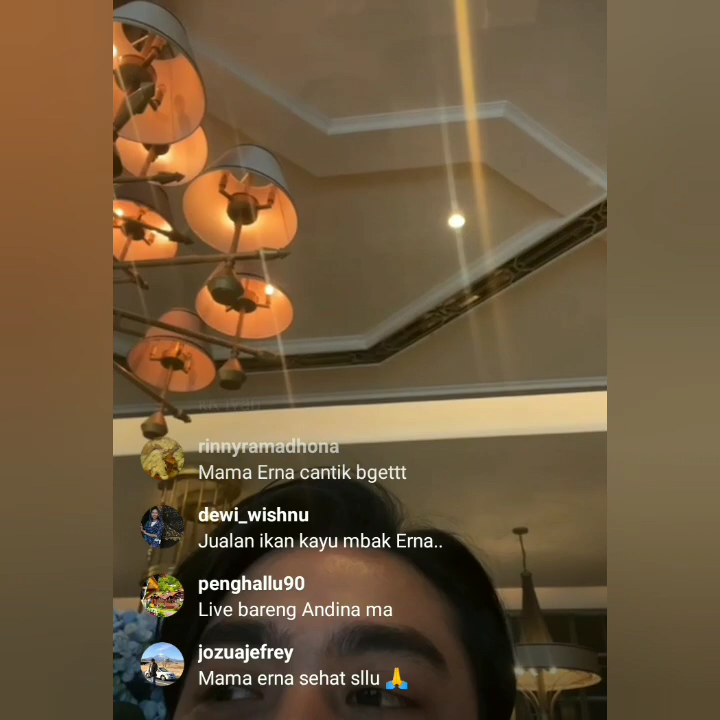 rinnyramadhona
Mama Erna cantik bgettt
dewi_wishnu
Jualan ikan kayu mbak Erna..
penghallu90
Live bareng Andina ma
jozuajefrey
Mama erna sehat sllu 🙏